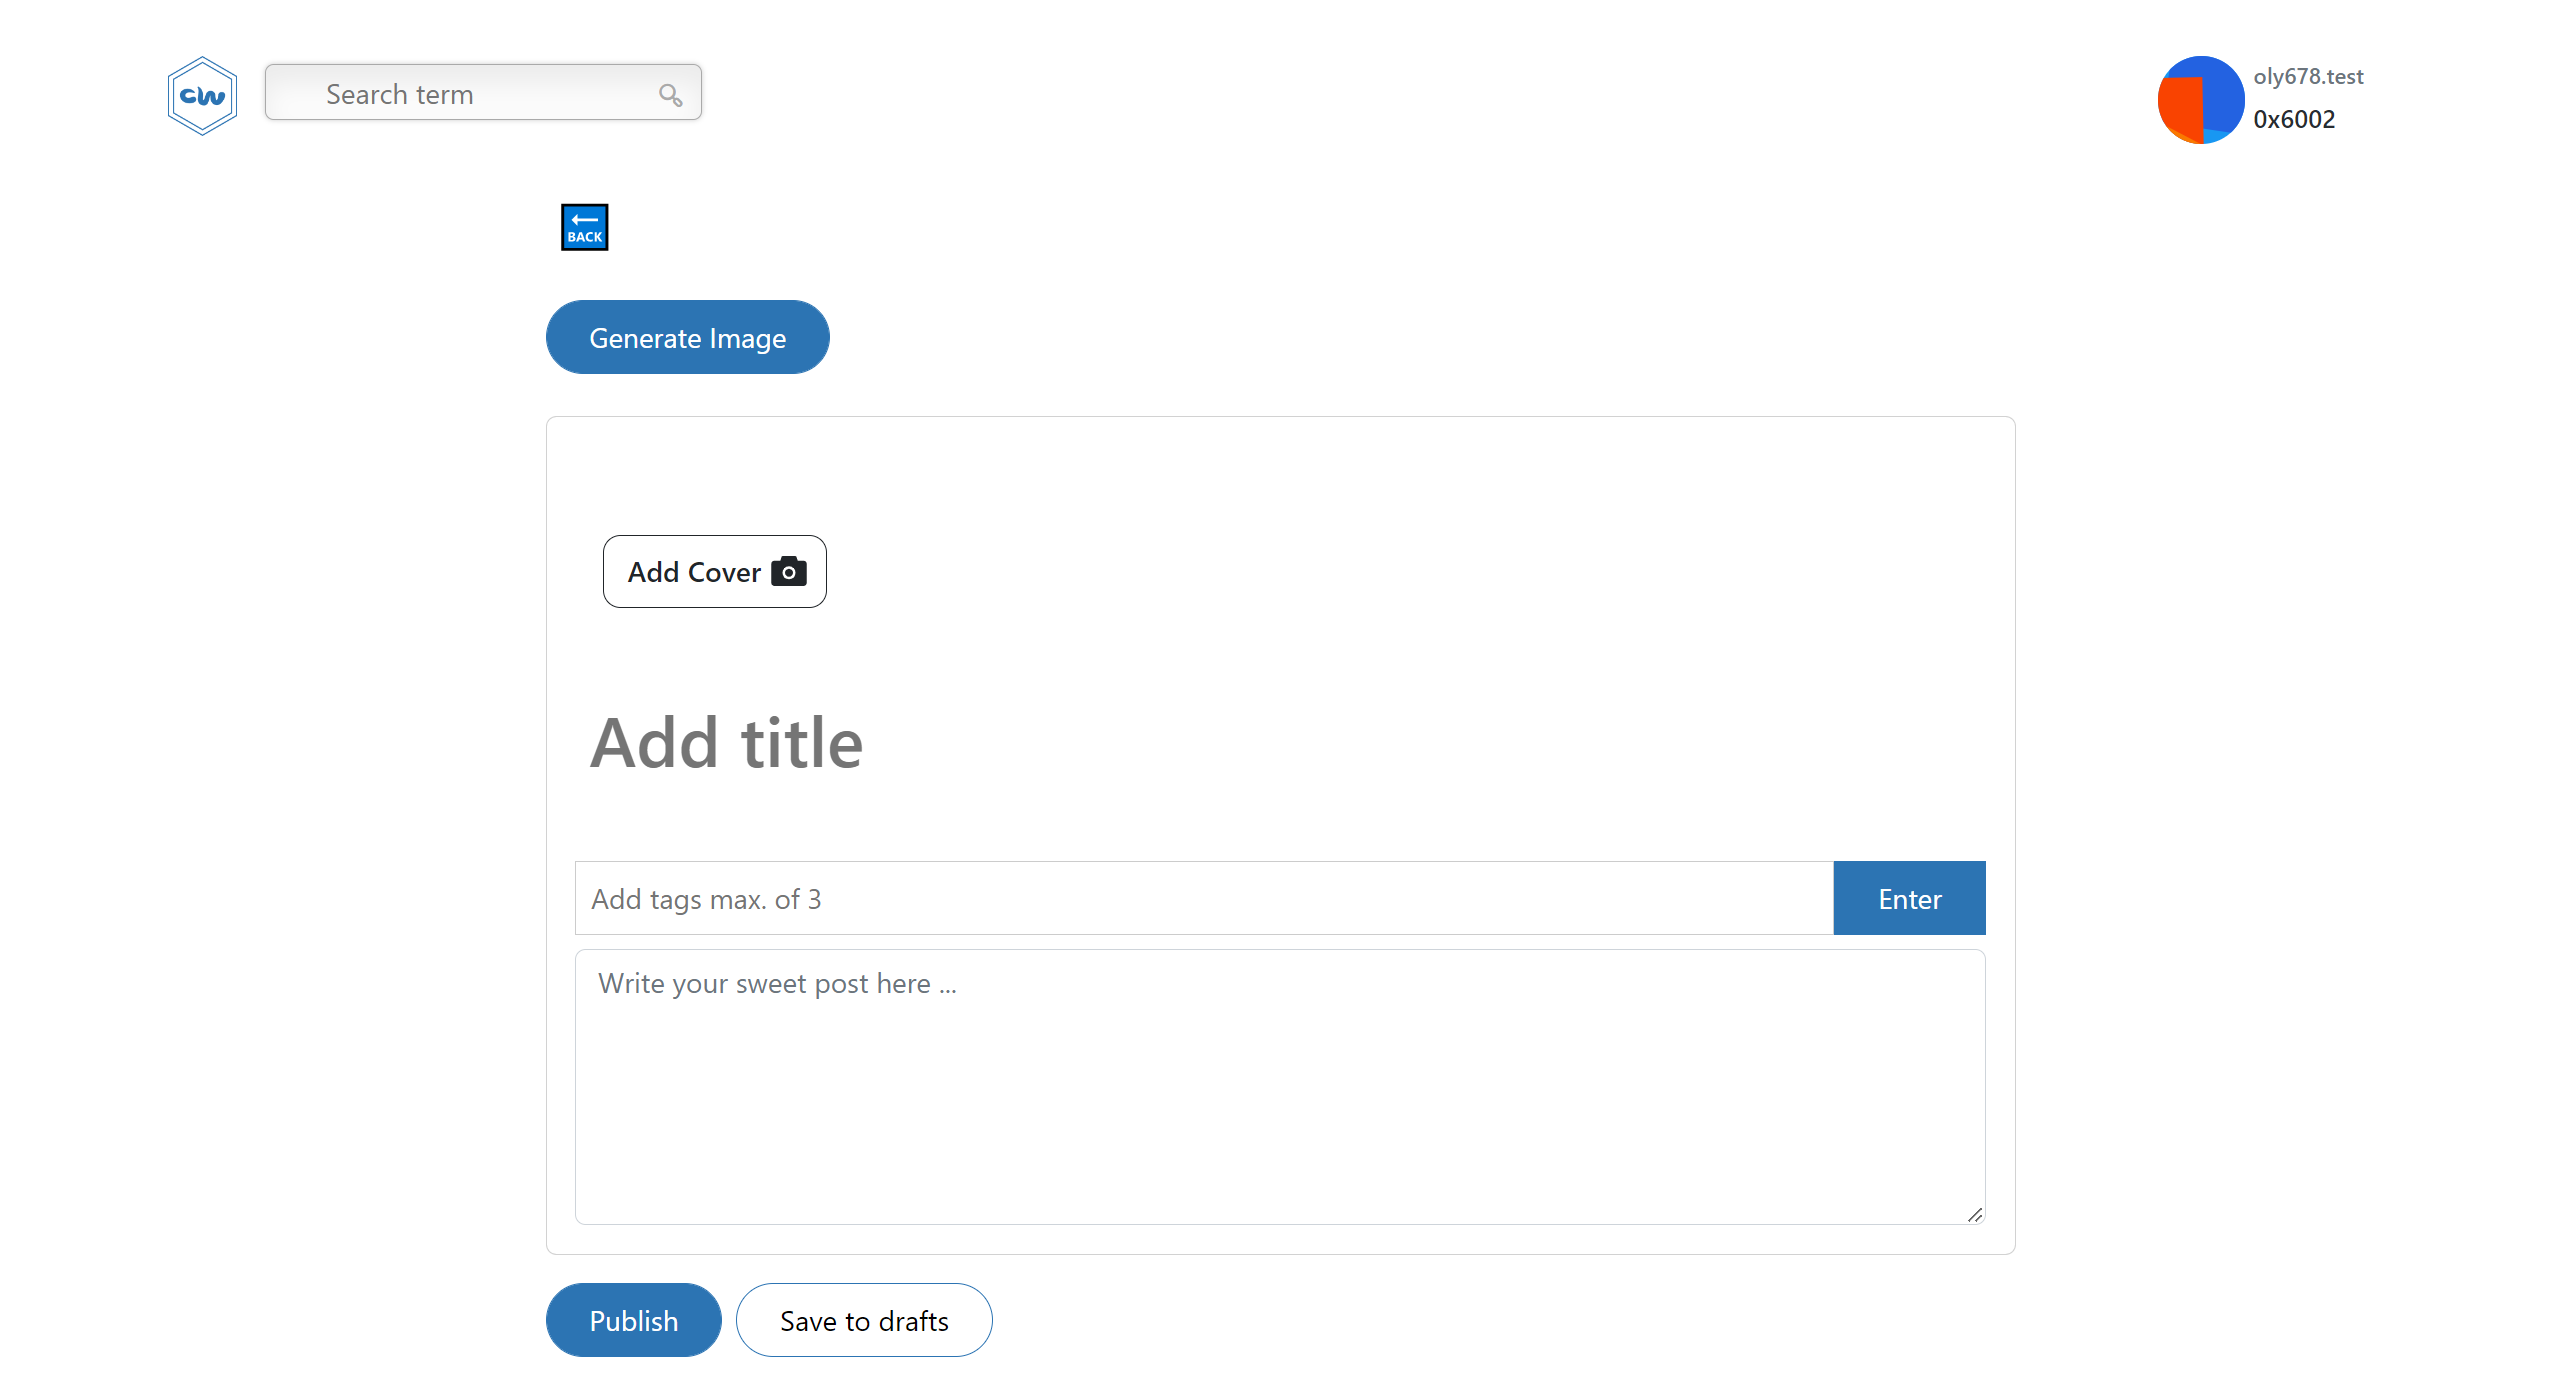 cw
Search term
oly678.test
0x6002
BACK
Generate Image
Add Cover
Add title
Add tags max. of 3
Enter
Write your sweet post here ...
Publish
Save to drafts